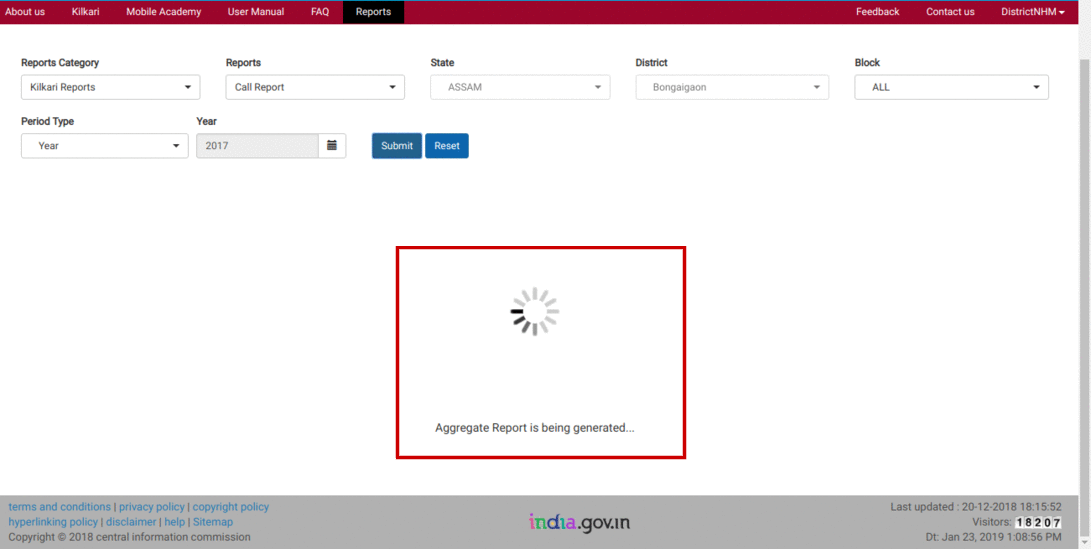 About us Kilkari Mobile Academy User Manual FAQ Reports Feedback Contact us DistrictNHM
Reports Category Reports State District Block
Kilkari Reports Call Report ASSAM Bongaigaon ALL
Period Type Year
Year 2017 Submit Reset
Aggregate Report is being generated...
terms and conditions | privacy policy | copyright policy
hyperlinking policy | disclaimer | help | Sitemap
Copyright © 2018 central information commission
india.gov.in
Last updated : 20-12-2018 18:15:52
Visitors: 18207
Dt: Jan 23, 2019 1:08:56 PM